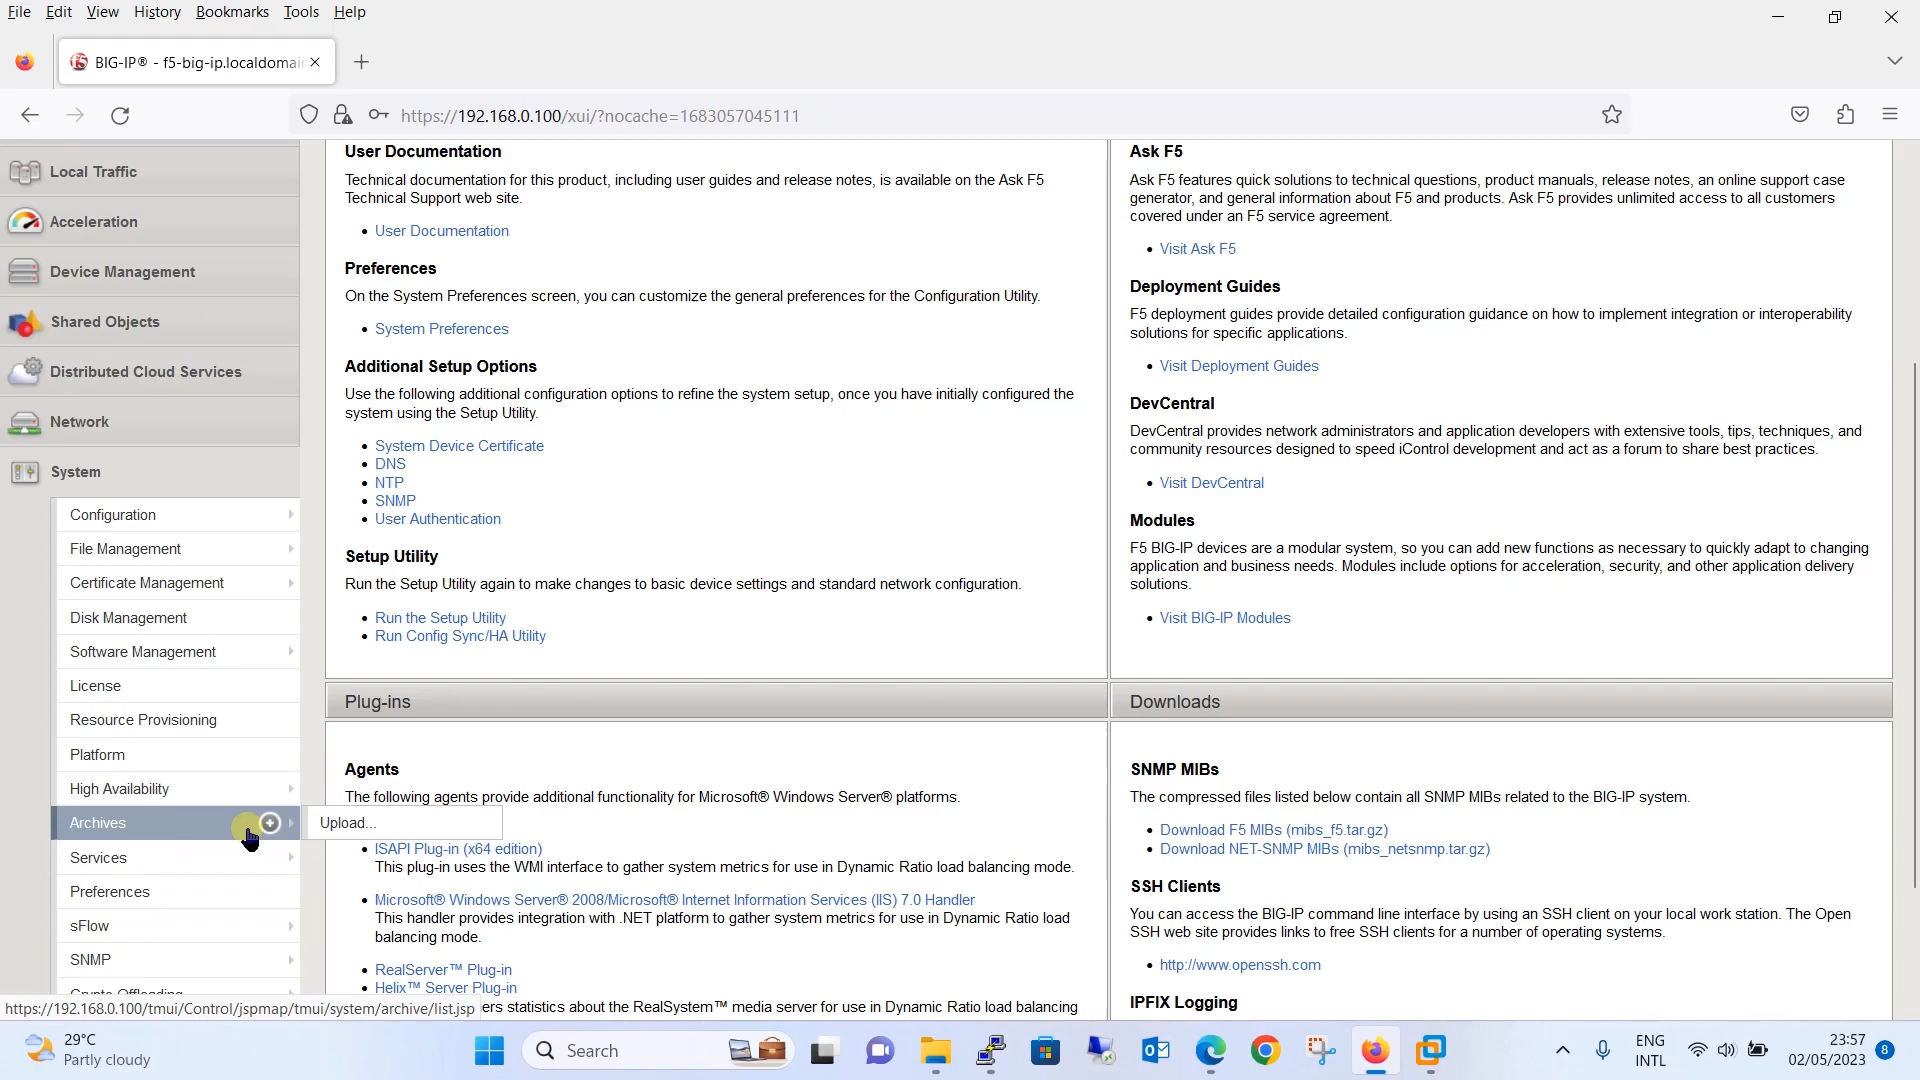 File Edit View History Bookmarks Tools Help
BIG-IP® - f5-big-ip.localdomai
https://192.168.0.100/xui/?nocache=1683057045111
Local Traffic
Acceleration
Device Management
Shared Objects
Distributed Cloud Services
Network
System
Configuration
File Management
Certificate Management
Disk Management
Software Management
License
Resource Provisioning
Platform
High Availability
Archives
Upload...
Services
Preferences
sFlow
SNMP
Crypto Offloading
https://192.168.0.100/tmui/Control/jspmap/tmui/system/archive/list.jsp
User Documentation
Technical documentation for this product, including user guides and release notes, is available on the Ask F5
Technical Support web site.
User Documentation
Preferences
On the System Preferences screen, you can customize the general preferences for the Configuration Utility.
System Preferences
Additional Setup Options
Use the following additional configuration options to refine the system setup, once you have initially configured the
system using the Setup Utility.
System Device Certificate
DNS
NTP
SNMP
User Authentication
Setup Utility
Run the Setup Utility again to make changes to basic device settings and standard network configuration.
Run the Setup Utility
Run Config Sync/HA Utility
Plug-ins
Agents
The following agents provide additional functionality for Microsoft® Windows Server® platforms.
ISAPI Plug-in (x64 edition)
This plug-in uses the WMI interface to gather system metrics for use in Dynamic Ratio load balancing mode.
Microsoft® Windows Server® 2008/Microsoft® Internet Information Services (IIS) 7.0 Handler
This handler provides integration with .NET platform to gather system metrics for use in Dynamic Ratio load
balancing mode.
RealServer™ Plug-in
Helix™ Server Plug-in
ers statistics about the RealSystem™ media server for use in Dynamic Ratio load balancing
Ask F5
Ask F5 features quick solutions to technical questions, product manuals, release notes, an online support case
generator, and general information about F5 and products. Ask F5 provides unlimited access to all customers
covered under an F5 service agreement.
Visit Ask F5
Deployment Guides
F5 deployment guides provide detailed configuration guidance on how to implement integration or interoperability
solutions for specific applications.
Visit Deployment Guides
DevCentral
DevCentral provides network administrators and application developers with extensive tools, tips, techniques, and
community resources designed to speed iControl development and act as a forum to share best practices.
Visit DevCentral
Modules
F5 BIG-IP devices are a modular system, so you can add new functions as necessary to quickly adapt to changing
application and business needs. Modules include options for acceleration, security, and other application delivery
solutions.
Visit BIG-IP Modules
Downloads
SNMP MIBs
The compressed files listed below contain all SNMP MIBs related to the BIG-IP system.
Download F5 MIBs (mibs_f5.tar.gz)
Download NET-SNMP MIBs (mibs_netsnmp.tar.gz)
SSH Clients
You can access the BIG-IP command line interface by using an SSH client on your local work station. The Open
SSH web site provides links to free SSH clients for a number of operating systems.
http://www.openssh.com
IPFIX Logging
29°C
Partly cloudy
Search
ENG
INTL
23:57
02/05/2023
8